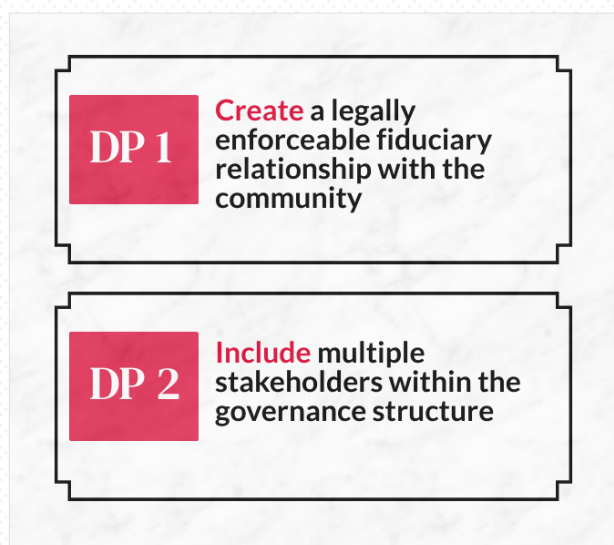 DP 1
Create a legally
enforceable fiduciary
relationship with the
community
DP 2
Include multiple
stakeholders within the
governance structure